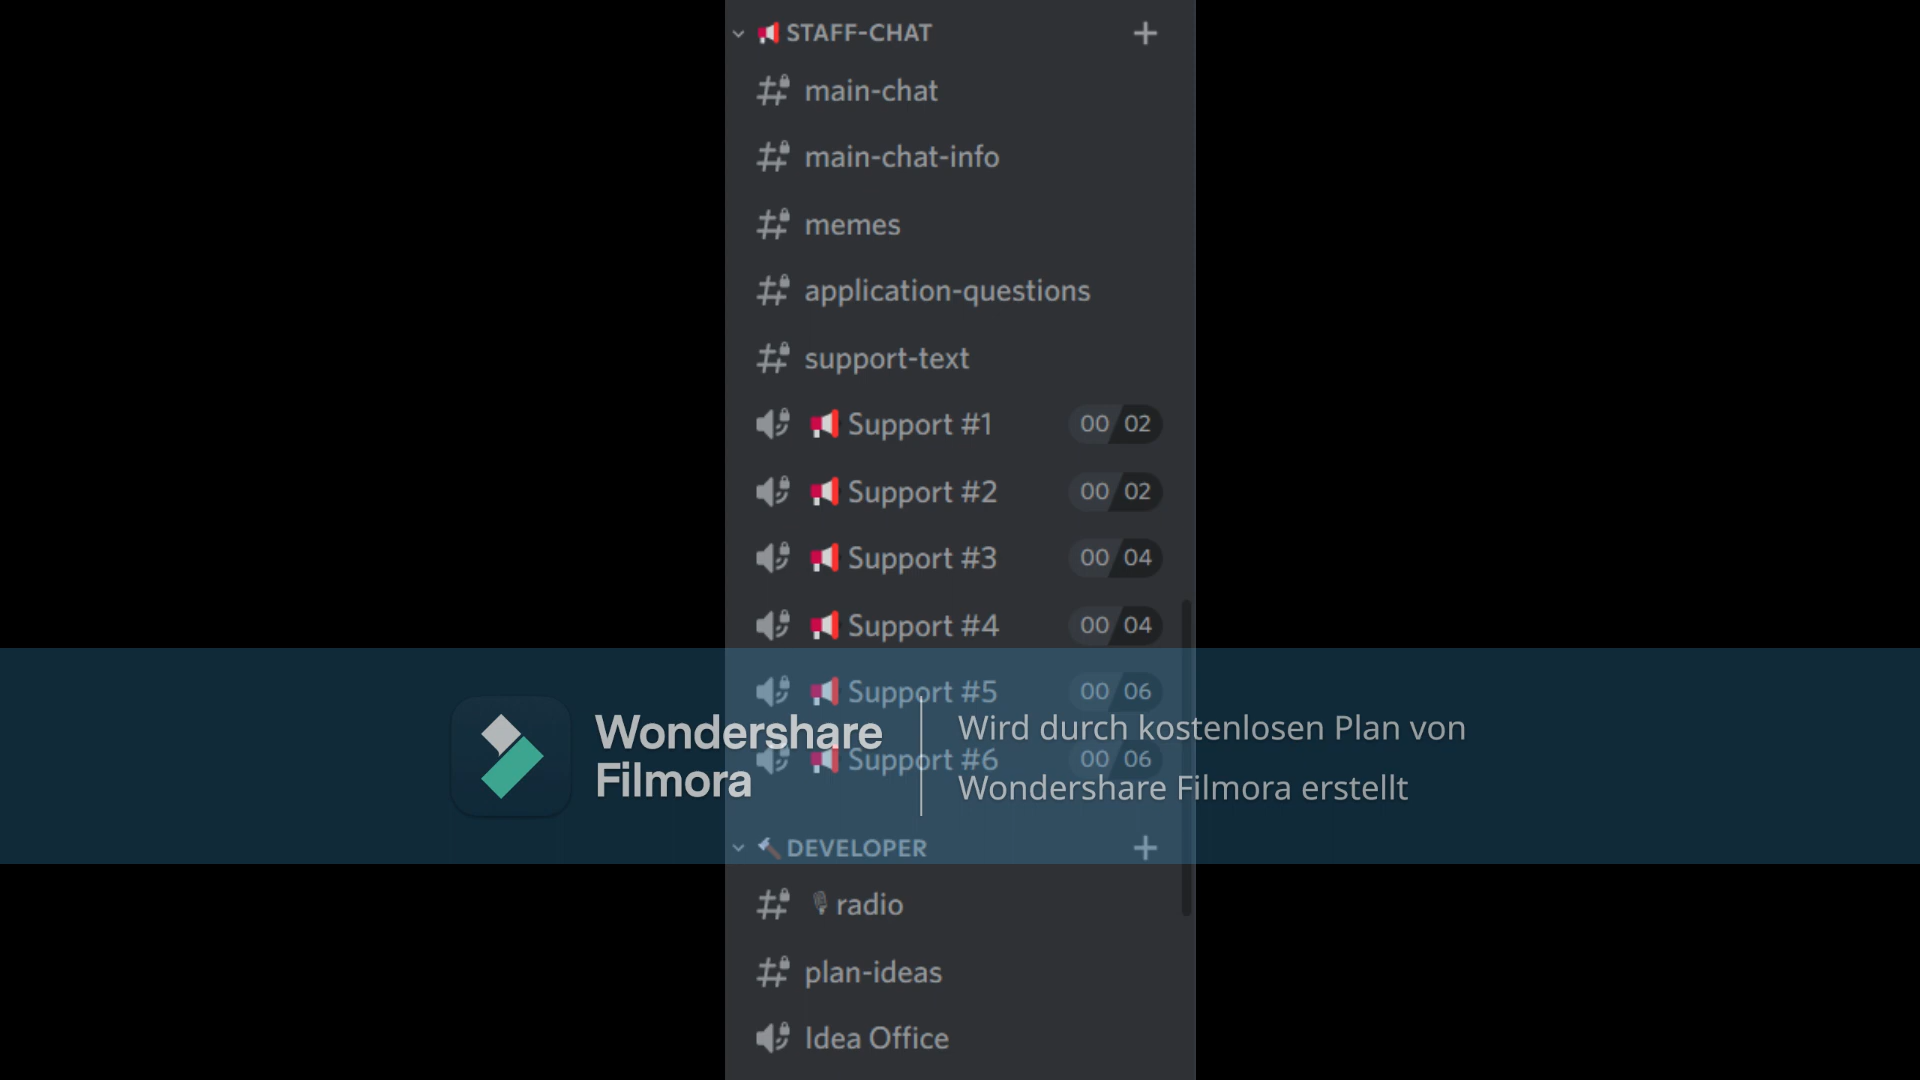 STAFF-CHAT
main-chat
main-chat-info
memes
application-questions
support-text
Support #1 00 02
Support #2 00 02
Support #3 00 04
Support #4 00 04
Support #5 00 06
Support #6 00 06
Wondershare
Filmora
Wird durch kostenlosen Plan von
Wondershare Filmora erstellt
DEVELOPER
radio
plan-ideas
Idea Office